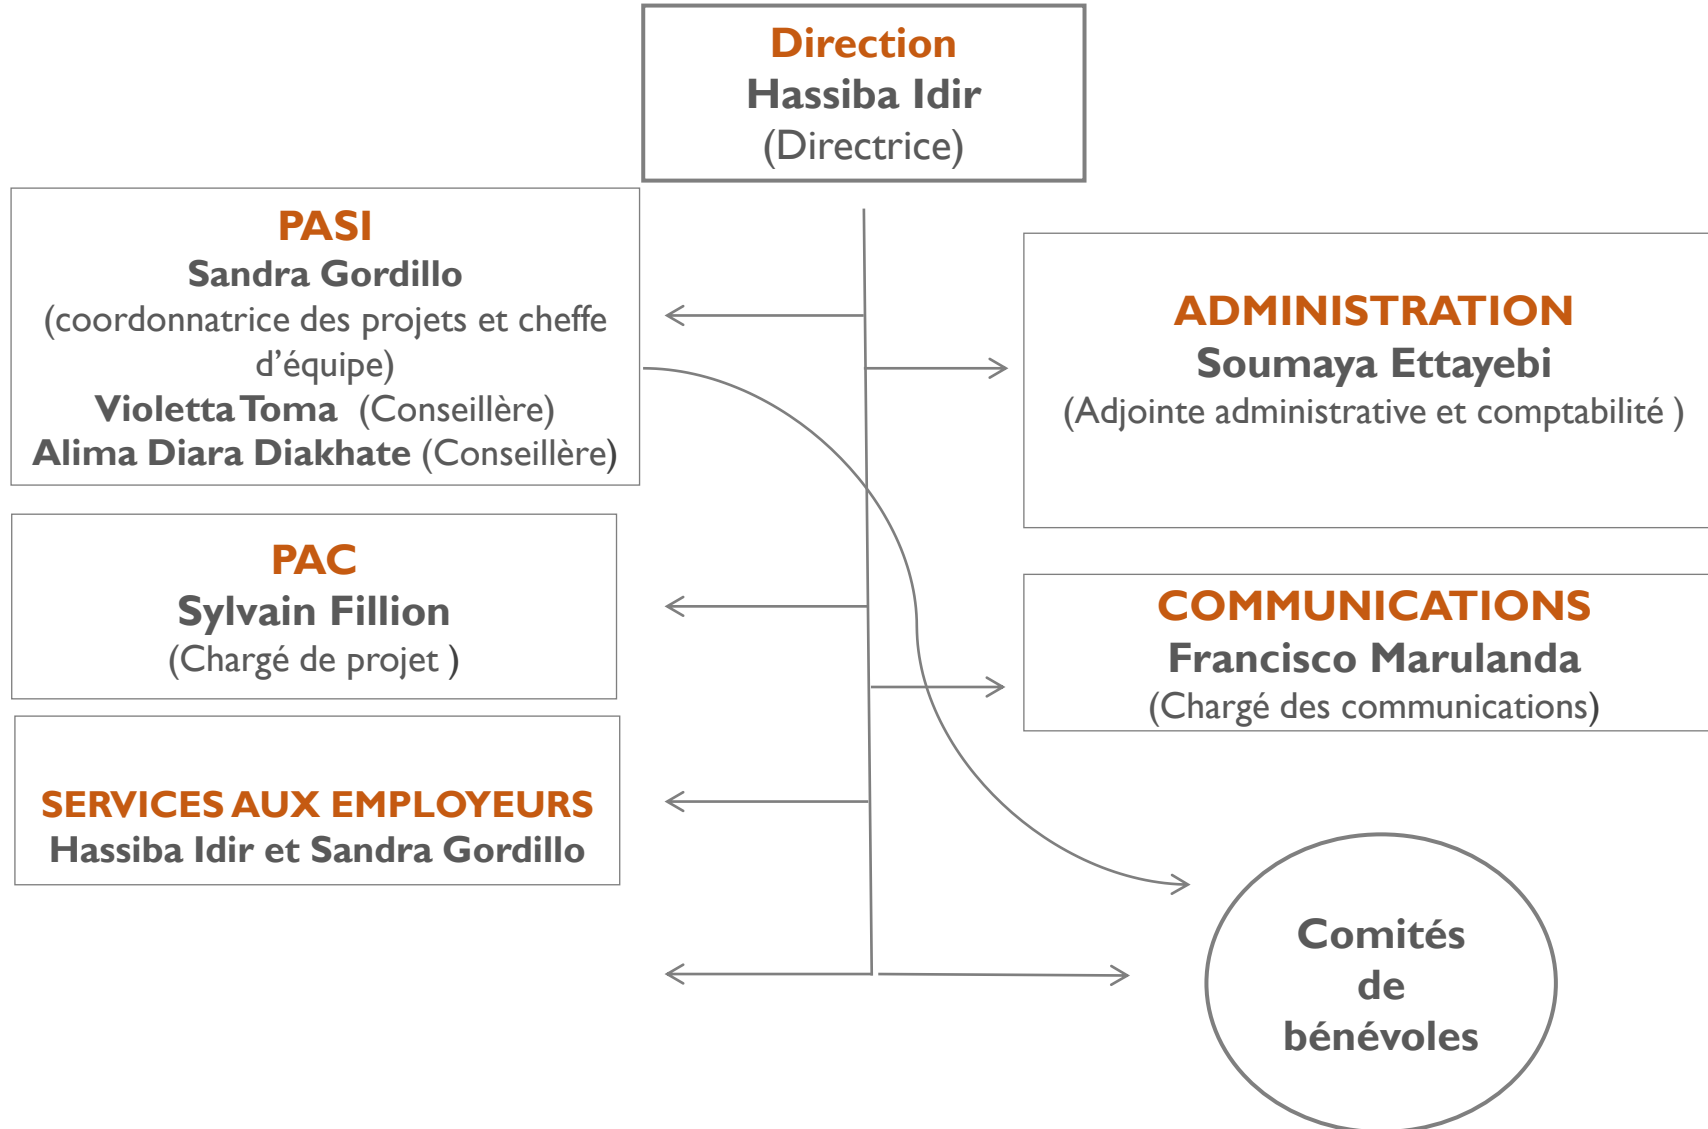 Direction
Hassiba Idir
(Directrice)
PASI
Sandra Gordillo
(coordonnatrice des projets et cheffe
d’équipe)
Violetta Toma (Conseillère)
Alima Diara Diakhate (Conseillère)
ADMINISTRATION
Soumaya Ettayebi
(Adjointe administrative et comptabilité )
PAC
Sylvain Fillion
(Chargé de projet )
COMMUNICATIONS
Francisco Marulanda
(Chargé des communications)
SERVICES AUX EMPLOYEURS
Hassiba Idir et Sandra Gordillo
Comités
de
bénévoles